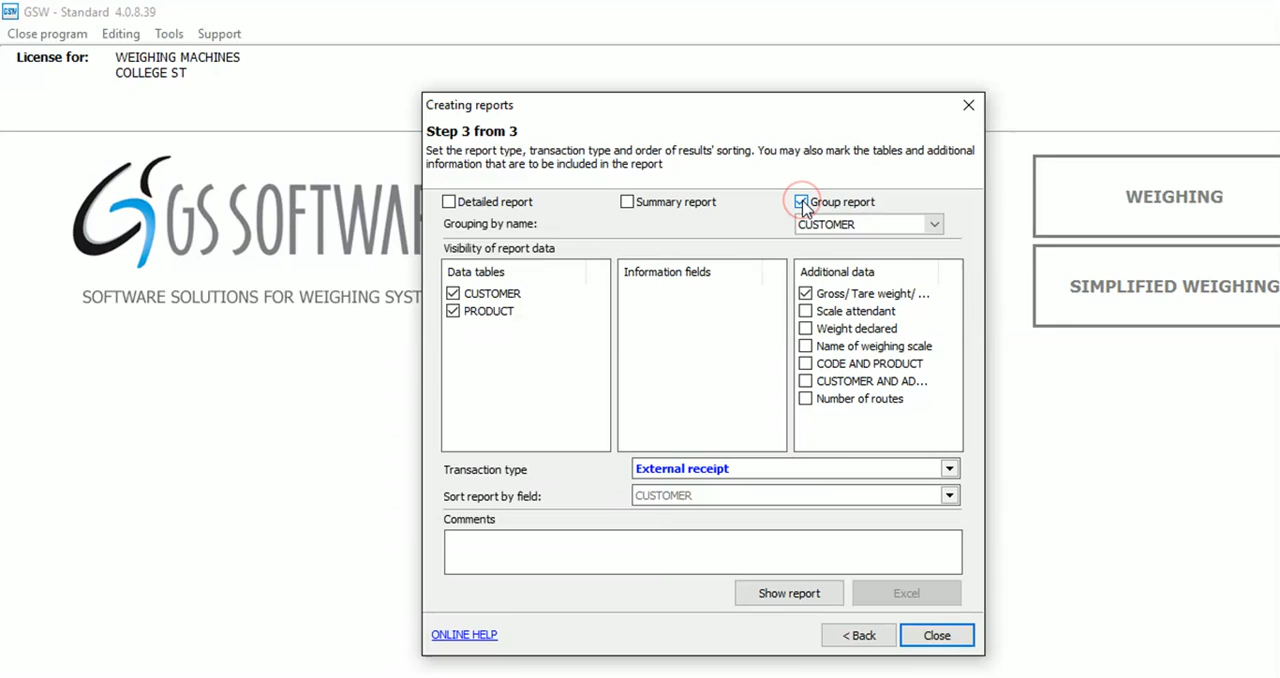 GSW GSW - Standard 4.0.8.39
Close program Editing Tools Support
License for: WEIGHING MACHINES
COLLEGE ST
GS SOFTWAR
SOFTWARE SOLUTIONS FOR WEIGHING SYST
WEIGHING
SIMPLIFIED WEIGHING
Creating reports
Step 3 from 3
Set the report type, transaction type and order of results' sorting. You may also mark the tables and additional
information that are to be included in the report
Detailed report Summary report Group report
Grouping by name: CUSTOMER
Visibility of report data
Data tables
CUSTOMER
PRODUCT
Information fields
Additional data
Gross/ Tare weight/ ...
Scale attendant
Weight declared
Name of weighing scale
CODE AND PRODUCT
CUSTOMER AND AD...
Number of routes
Transaction type External receipt
Sort report by field: CUSTOMER
Comments
Show report Excel
ONLINE HELP < Back Close